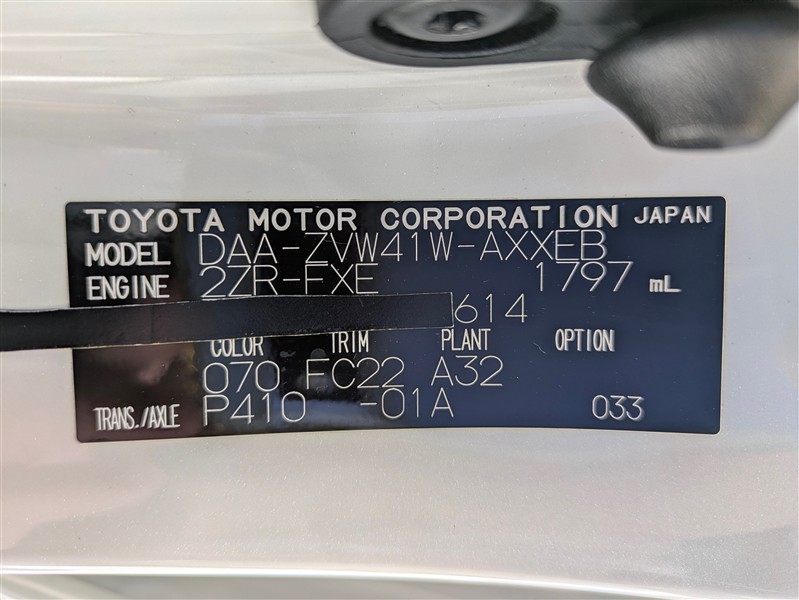 TOYOTA MOTOR CORPORATION JAPAN
MODEL DAA-ZVW41W-AXXEB
ENGINE 2ZR-FXE 1797 mL
614
COLOR TRIM PLANT OPTION
070 FC22 A32
TRANS./AXLE P410 -01A 033